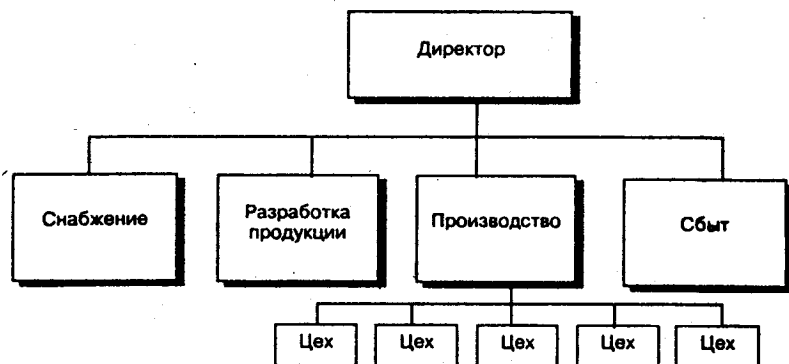 Директор
Снабжение
Разработка
продукции
Производство
Сбыт
Цех
Цех
Цех
Цех
Цех